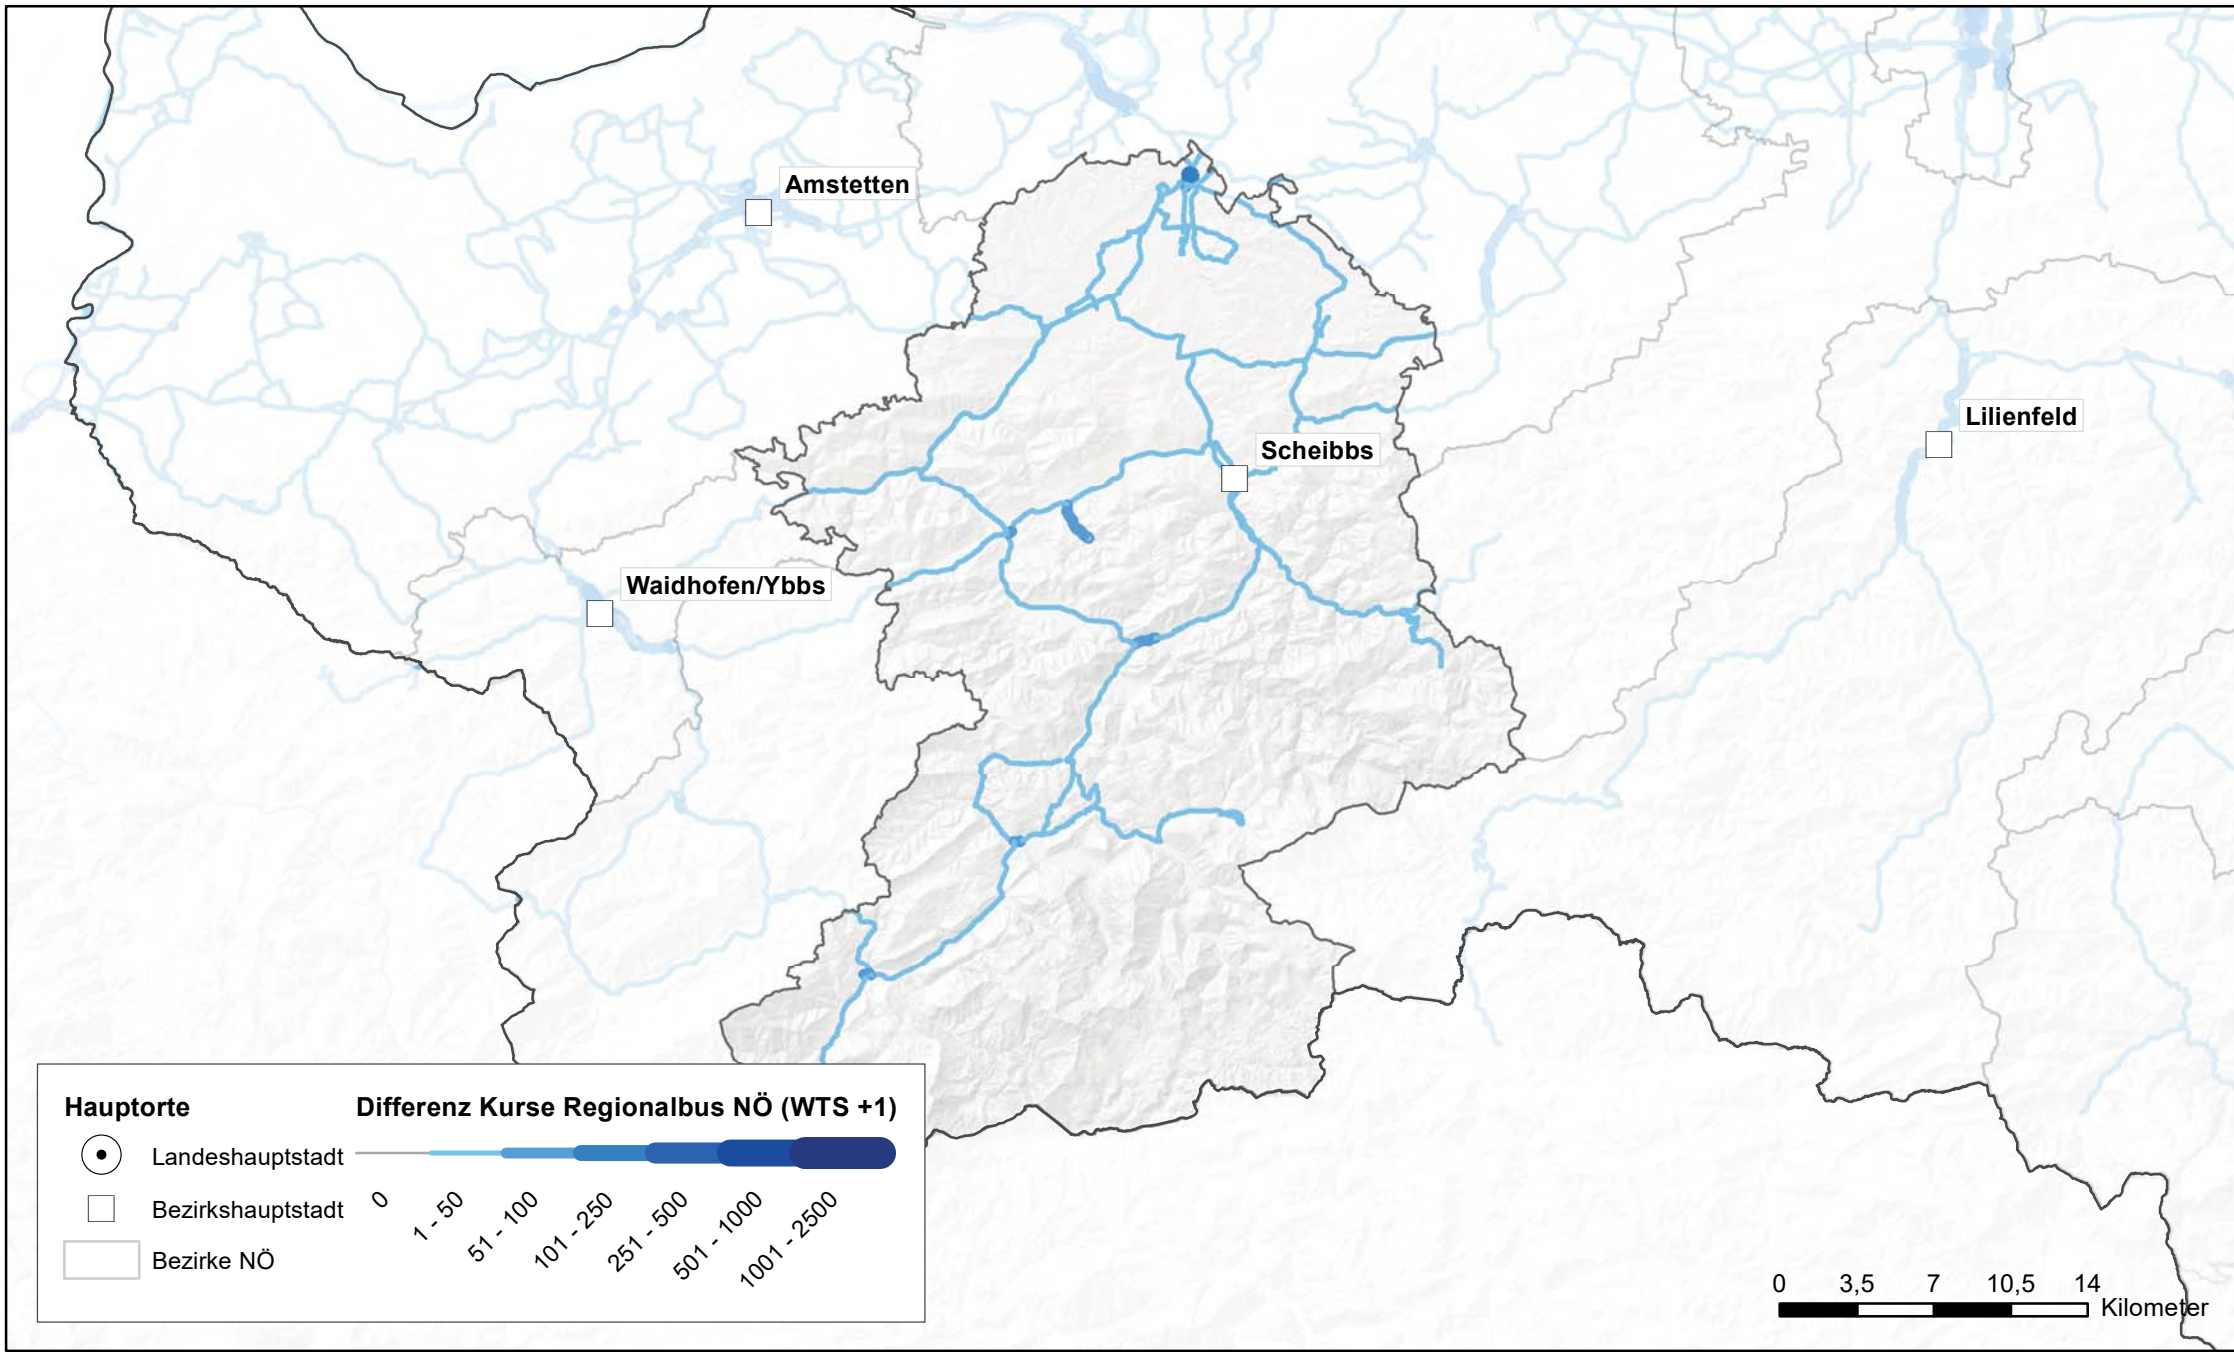 Amstetten
Lilienfeld
Scheibbs
Waidhofen/Ybbs
Hauptorte
Landeshauptstadt
Bezirkshauptstadt
Bezirke NÖ
Differenz Kurse Regionalbus NÖ (WTS +1)
0
1 - 50
51 - 100
101 - 250
251 - 500
501 - 1000
1001 - 2500
0 3,5 7 10,5 14
Kilometer